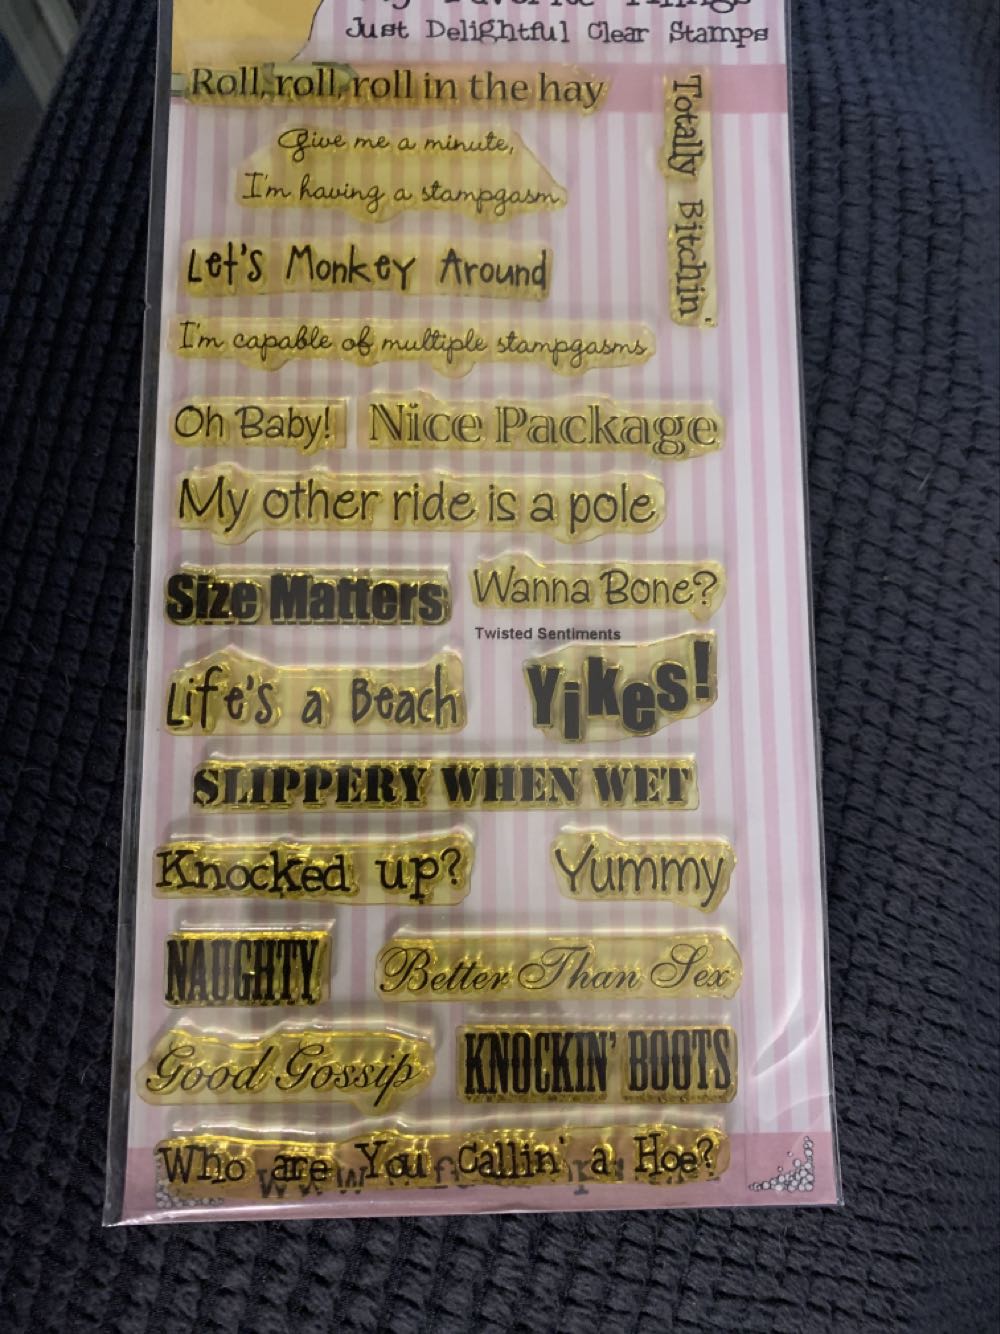 My Favorite Things
Just Delightful Clear Stamps
Roll, roll, roll in the hay
Totally Bitchin'
Give me a minute,
I'm having a stampgasm
Let's Monkey Around
I'm capable of multiple stampgasms
Oh Baby!
Nice Package
My other ride is a pole
Size Matters
Wanna Bone?
Twisted Sentiments
Life's a Beach
Yikes!
SLIPPERY WHEN WET
Knocked up?
Yummy
NAUGHTY
Better Than Sex
Good Gossip
KNOCKIN' BOOTS
Who are You Callin' a Hoe?